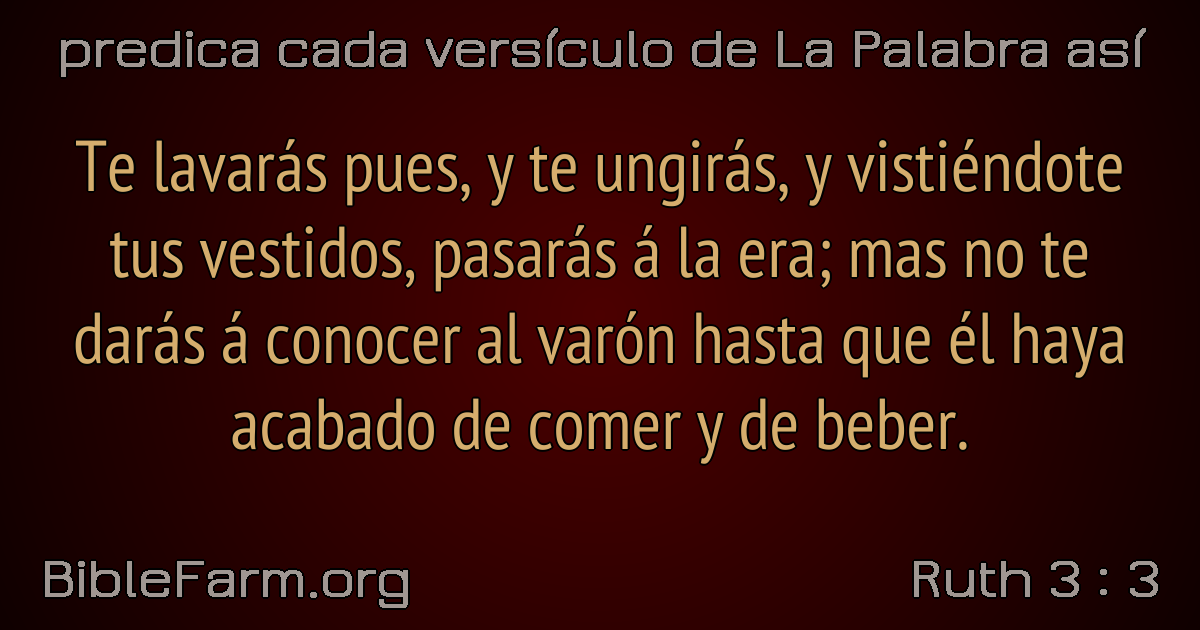 predica cada versículo de La Palabra así
Te lavarás pues, y te ungirás, y vistiéndote
tus vestidos, pasarás á la era; mas no te
darás á conocer al varón hasta que él haya
acabado de comer y de beber.
BibleFarm.org
Ruth 3 : 3